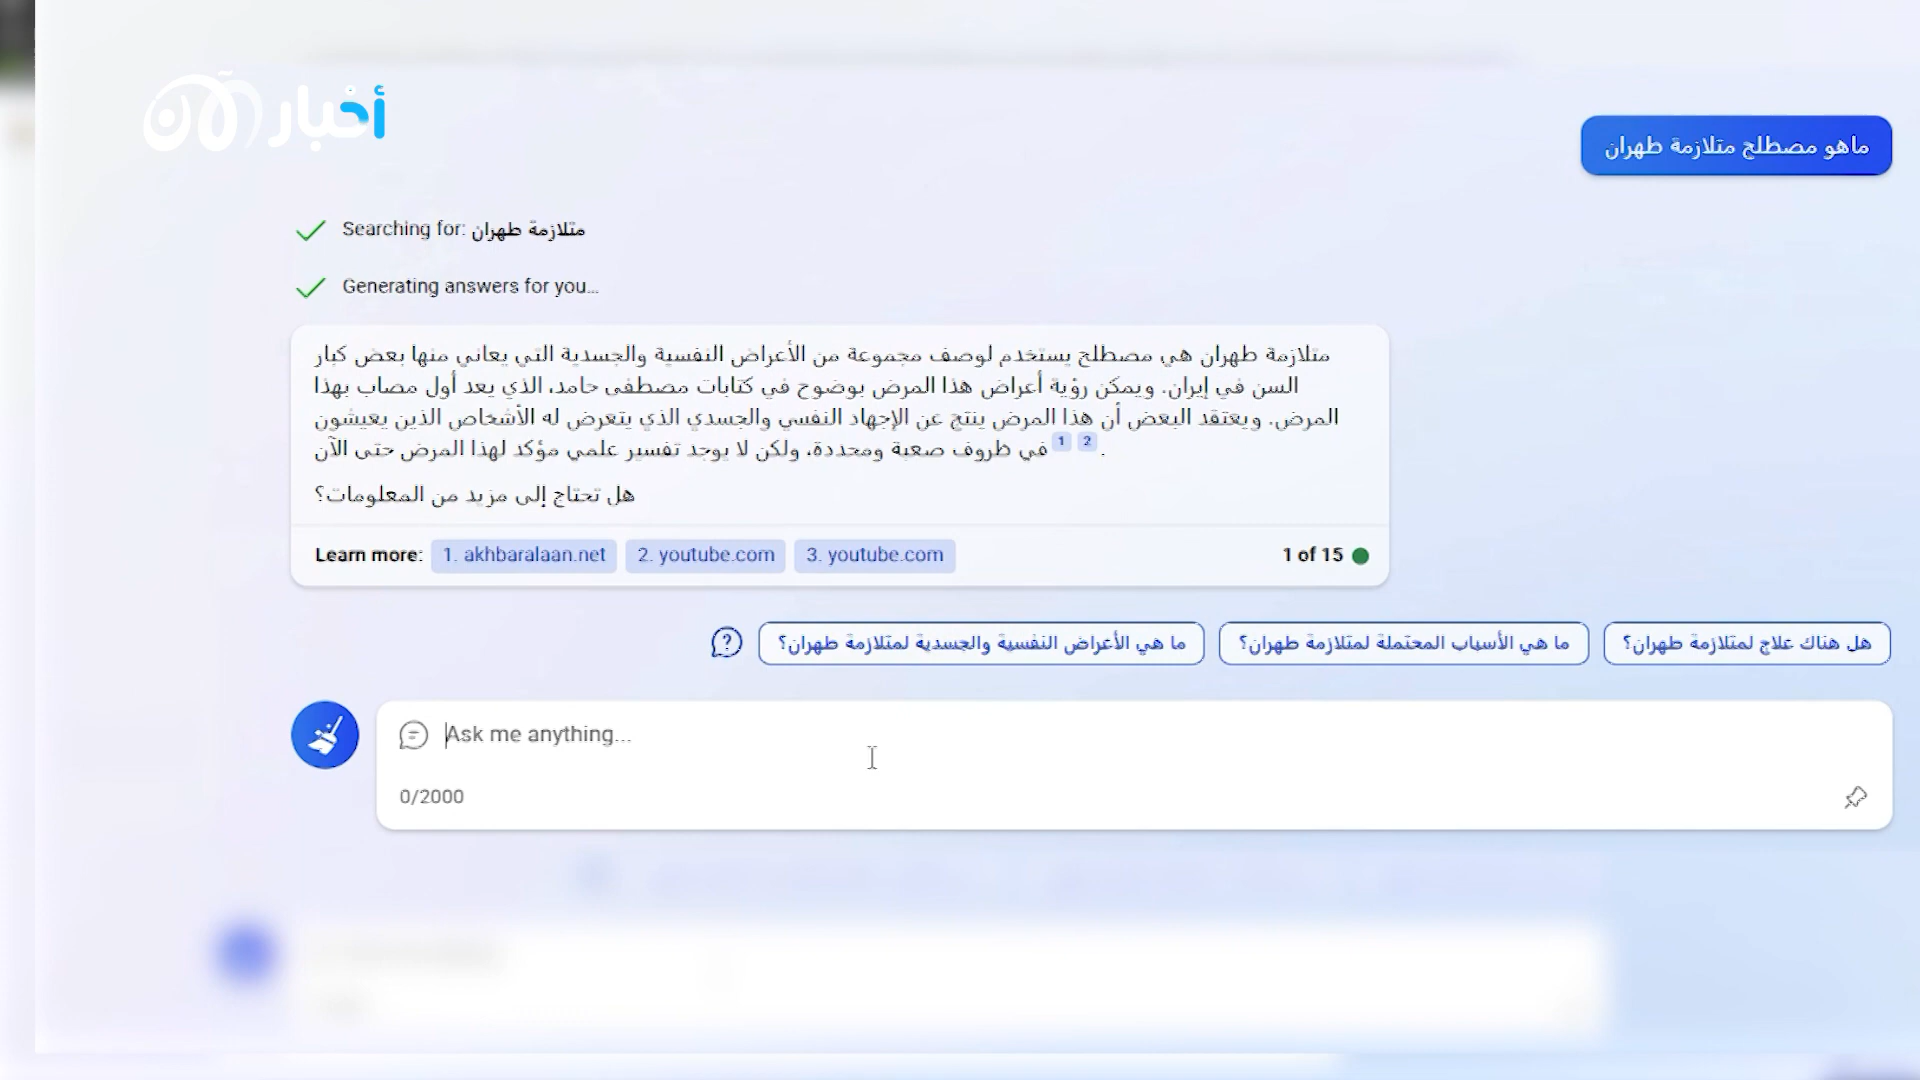 أخبار الآن
ماهو مصطلح متلازمة طهران
Searching for: متلازمة طهران
Generating answers for you...
متلازمة طهران هي مصطلح يستخدم لوصف مجموعة من الأعراض النفسية والجسدية التي يعاني منها بعض كبار
السن في إيران. ويمكن رؤية أعراض هذا المرض بوضوح في كتابات مصطفى حامد، الذي يعد أول مصاب بهذا
المرض. ويعتقد البعض أن هذا المرض ينتج عن الإجهاد النفسي والجسدي الذي يتعرض له الأشخاص الذين يعيشون
في ظروف صعبة ومحددة، ولكن لا يوجد تفسير علمي مؤكد لهذا المرض حتى الآن 1 2 .
هل تحتاج إلى مزيد من المعلومات؟
Learn more: 1. akhbaralaan.net 2. youtube.com 3. youtube.com 1 of 15
هل هناك علاج لمتلازمة طهران؟ ما هي الأسباب المحتملة لمتلازمة طهران؟ ما هي الأعراض النفسية والجسدية لمتلازمة طهران؟
Ask me anything...
0/2000